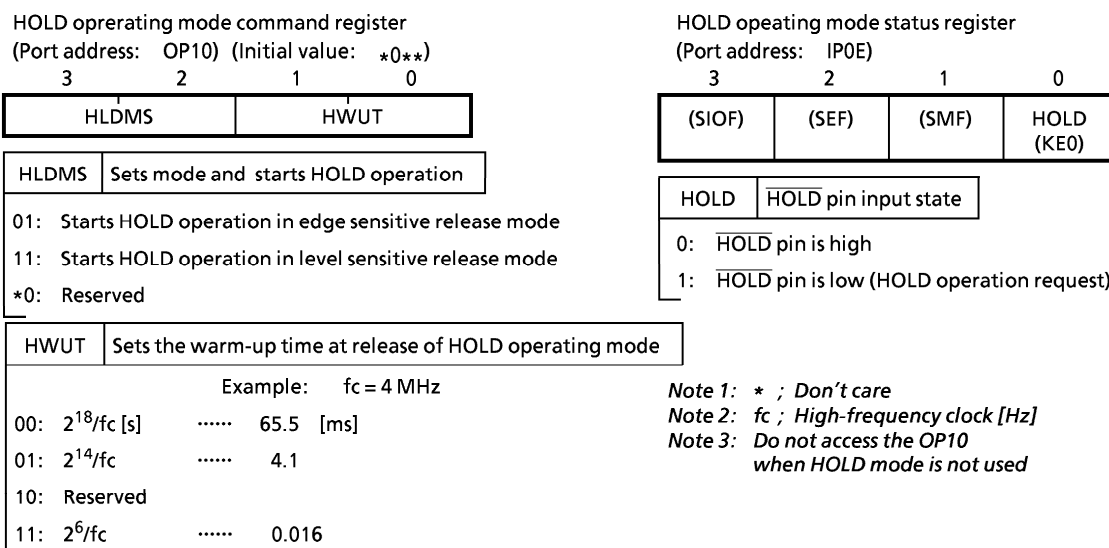 HOLD oprerating mode command register
(Port address: OP10) (Initial value: *0**)
3 2 1 0
HLDMS HWUT
HLDMS Sets mode and starts HOLD operation
01: Starts HOLD operation in edge sensitive release mode
11: Starts HOLD operation in level sensitive release mode
*0: Reserved
HWUT Sets the warm-up time at release of HOLD operating mode
Example: fc = 4 MHz
00: 2^18/fc [s] ······ 65.5 [ms]
01: 2^14/fc ······ 4.1
10: Reserved
11: 2^6/fc ······ 0.016
HOLD opeating mode status register
(Port address: IP0E)
3 2 1 0
(SIOF) (SEF) (SMF) HOLD
(KE0)
HOLD HOLD pin input state
0: HOLD pin is high
1: HOLD pin is low (HOLD operation request)
Note 1: * ; Don't care
Note 2: fc ; High-frequency clock [Hz]
Note 3: Do not access the OP10
when HOLD mode is not used